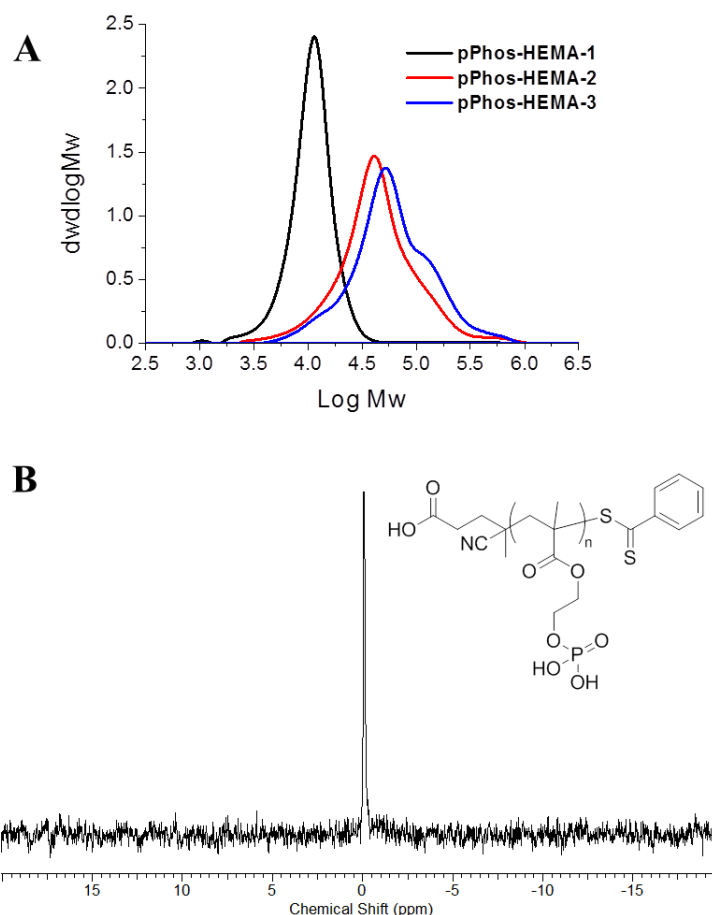 A
2.5
2.0
1.5
1.0
0.5
0.0
dwdlogMw
2.5 3.0 3.5 4.0 4.5 5.0 5.5 6.0 6.5
Log Mw
pPhos-HEMA-1
pPhos-HEMA-2
pPhos-HEMA-3
B
O
HO
NC
S
S
n
O
O
O
P
O
HO
OH
15 10 5 0 -5 -10 -15
Chemical Shift (ppm)